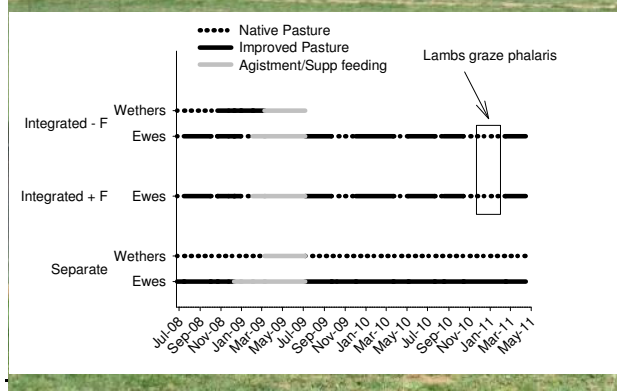 Native Pasture
Improved Pasture
Agistment/Supp feeding
Lambs graze phalaris
Wethers
Integrated - F
Ewes
Integrated + F Ewes
Wethers
Separate
Ewes
Jul-08 Sep-08 Nov-08 Jan-09 Mar-09 May-09 Jul-09 Sep-09 Nov-09 Jan-10 Mar-10 May-10 Jul-10 Sep-10 Nov-10 Jan-11 Mar-11 May-11